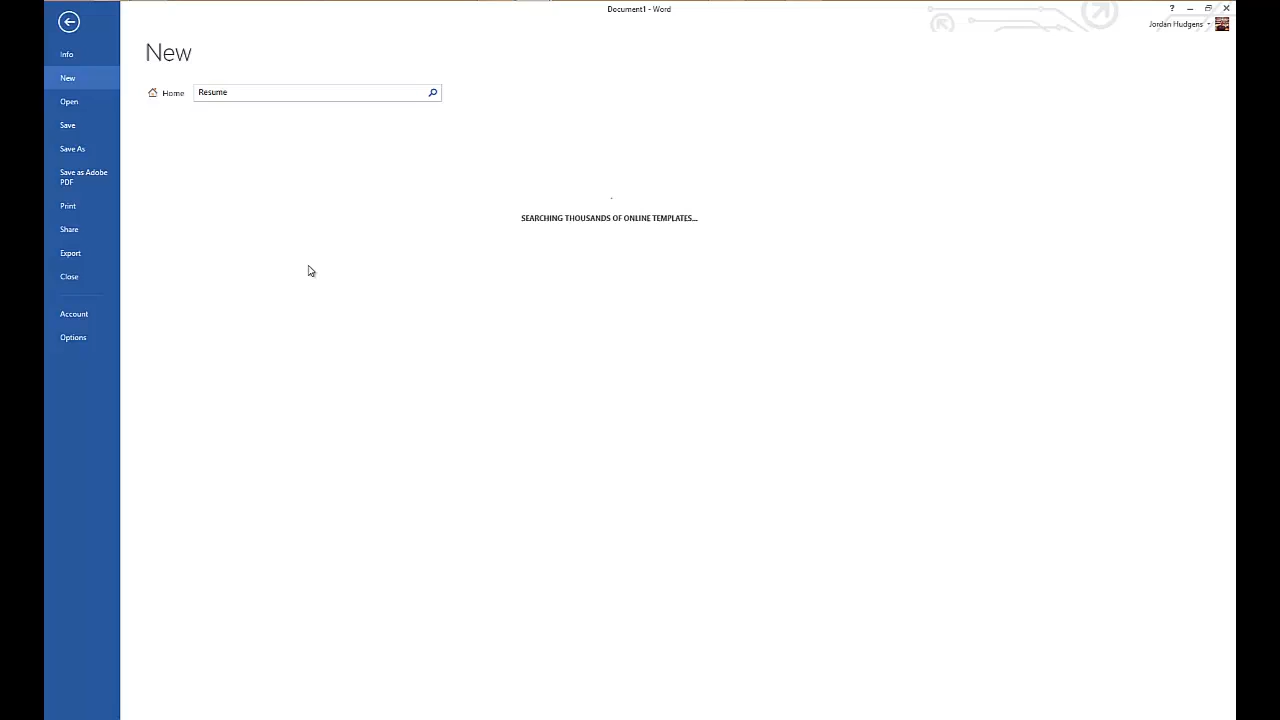 Document1 - Word
?
Jordan Hudgens
Info
New
Open
Save
Save As
Save as Adobe
PDF
Print
Share
Export
Close
Account
Options
New
Home
Resume
SEARCHING THOUSANDS OF ONLINE TEMPLATES...